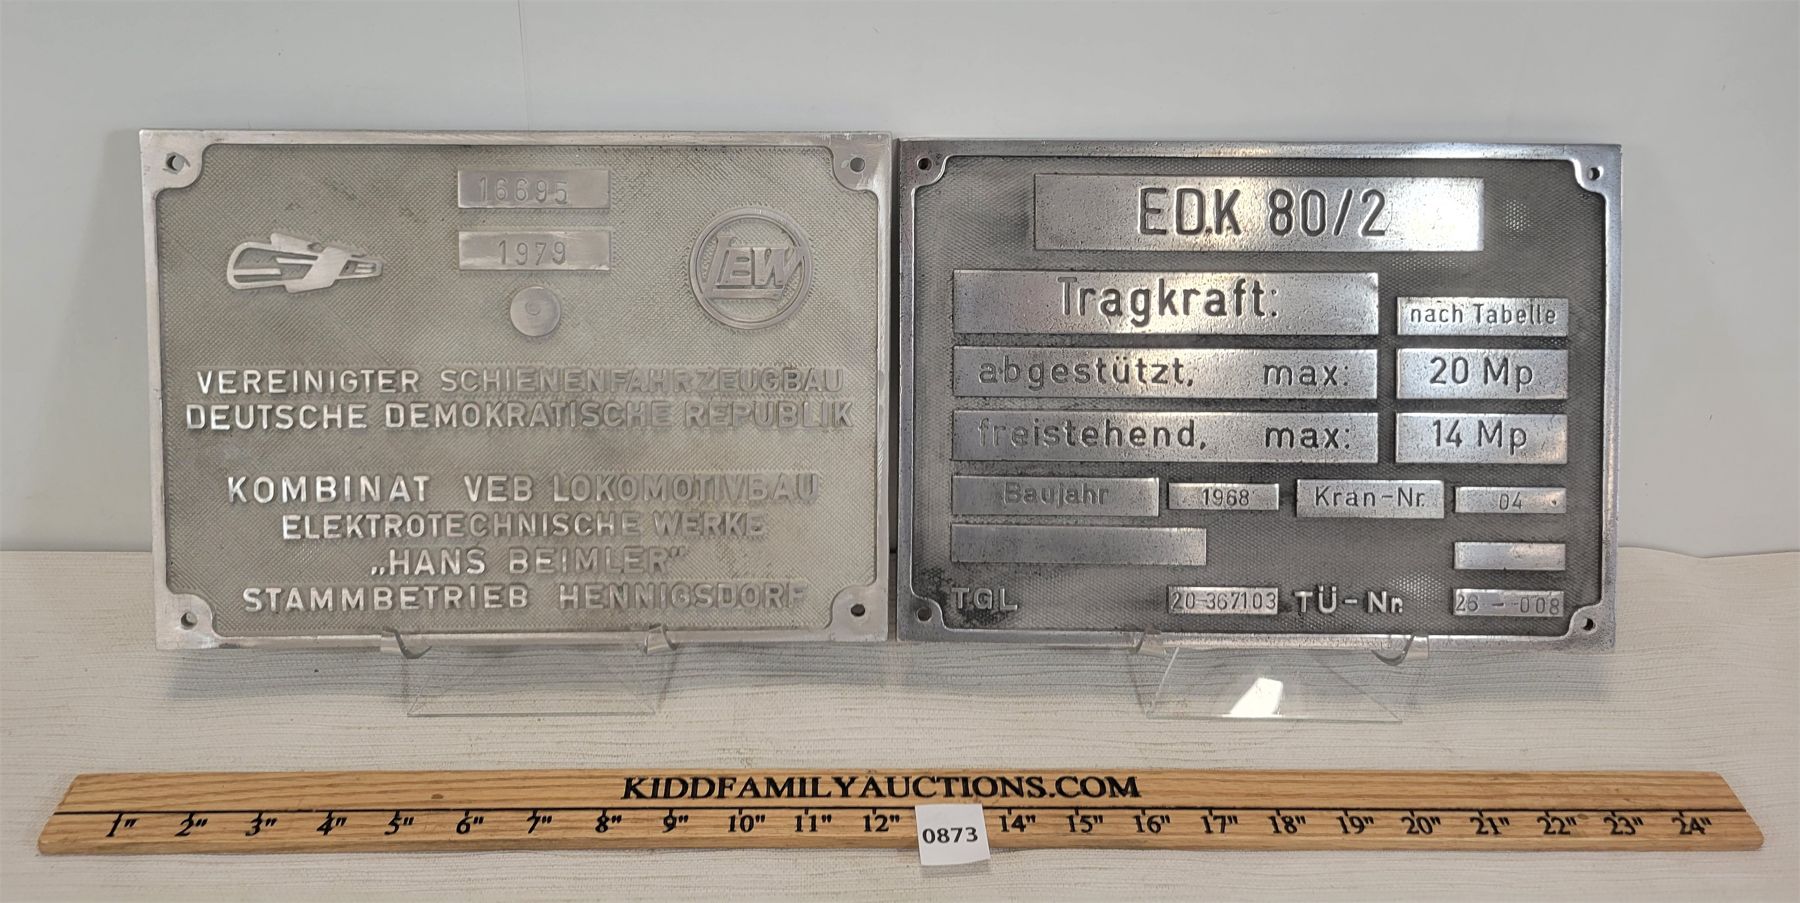 16695
1979
LEW
VEREINIGTER SCHIENENFAHRZEUGBAU
DEUTSCHE DEMOKRATISCHE REPUBLIK
KOMBINAT VEB LOKOMOTIVBAU
ELEKTROTECHNISCHE WERKE
„HANS BEIMLER"
STAMMBETRIEB HENNIGSDORF
EDK 80/2
Tragkraft: nach Tabelle
abgestützt, max: 20 Mp
freistehend, max: 14 Mp
Baujahr 1968 Kran-Nr. 04
TGL 20-367103 TÜ-Nr. 26-008
KIDDFAMILYAUCTIONS.COM
1" 2" 3" 4" 5" 6" 7" 8" 9" 10" 11" 12" 0873 14" 15" 16" 17" 18" 19" 20" 21" 22" 23" 24"